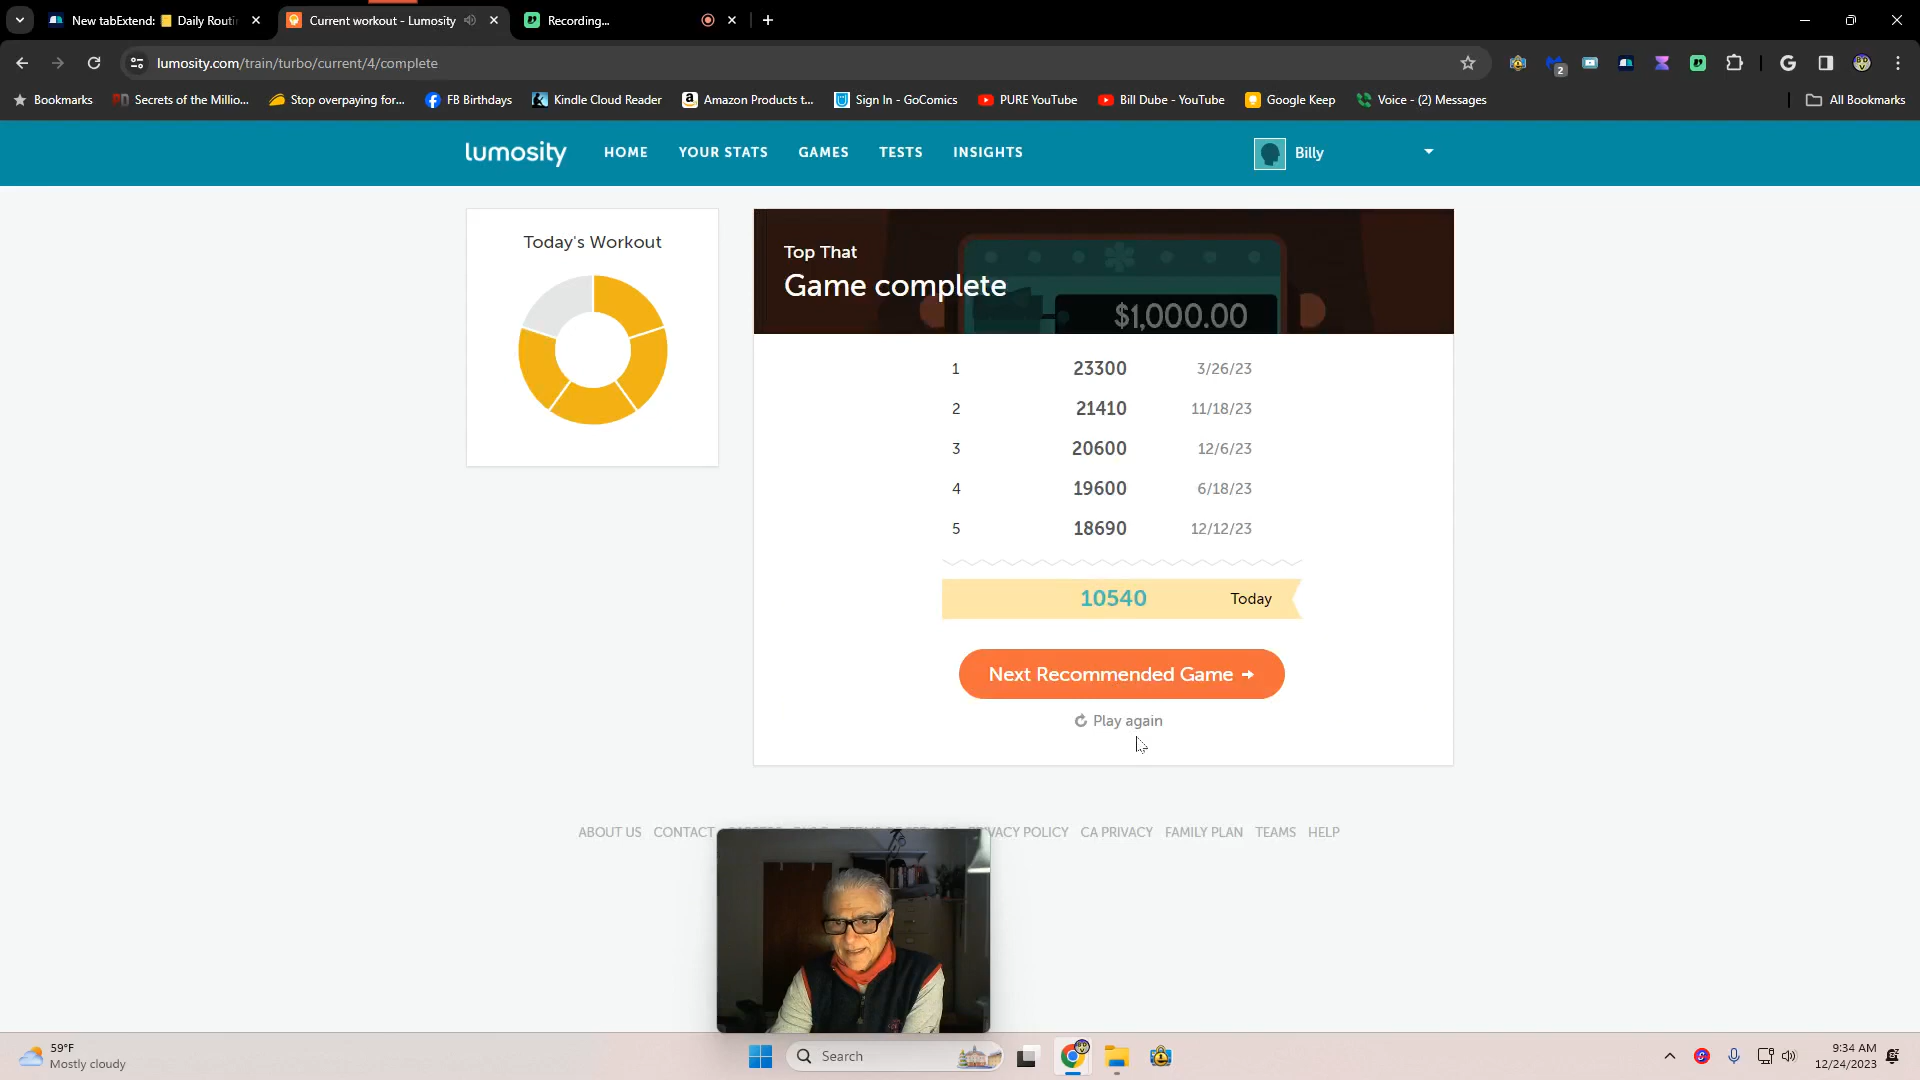 New tabExtend: 📒 Daily Routi
Current workout - Lumosity
Recording...
lumosity.com/train/turbo/current/4/complete
2
Bookmarks
Secrets of the Millio...
Stop overpaying for...
FB Birthdays
Kindle Cloud Reader
Amazon Products t...
Sign In - GoComics
PURE YouTube
Bill Dube - YouTube
Google Keep
Voice - (2) Messages
All Bookmarks
lumosity
HOME
YOUR STATS
GAMES
TESTS
INSIGHTS
Billy
Today's Workout
Top That
Game complete
$1,000.00
1 23300 3/26/23
2 21410 11/18/23
3 20600 12/6/23
4 19600 6/18/23
5 18690 12/12/23
10540 Today
Next Recommended Game →
Play again
ABOUT US CONTACT VACY POLICY CA PRIVACY FAMILY PLAN TEAMS HELP
59°F
Mostly cloudy
Search
9:34 AM
12/24/2023